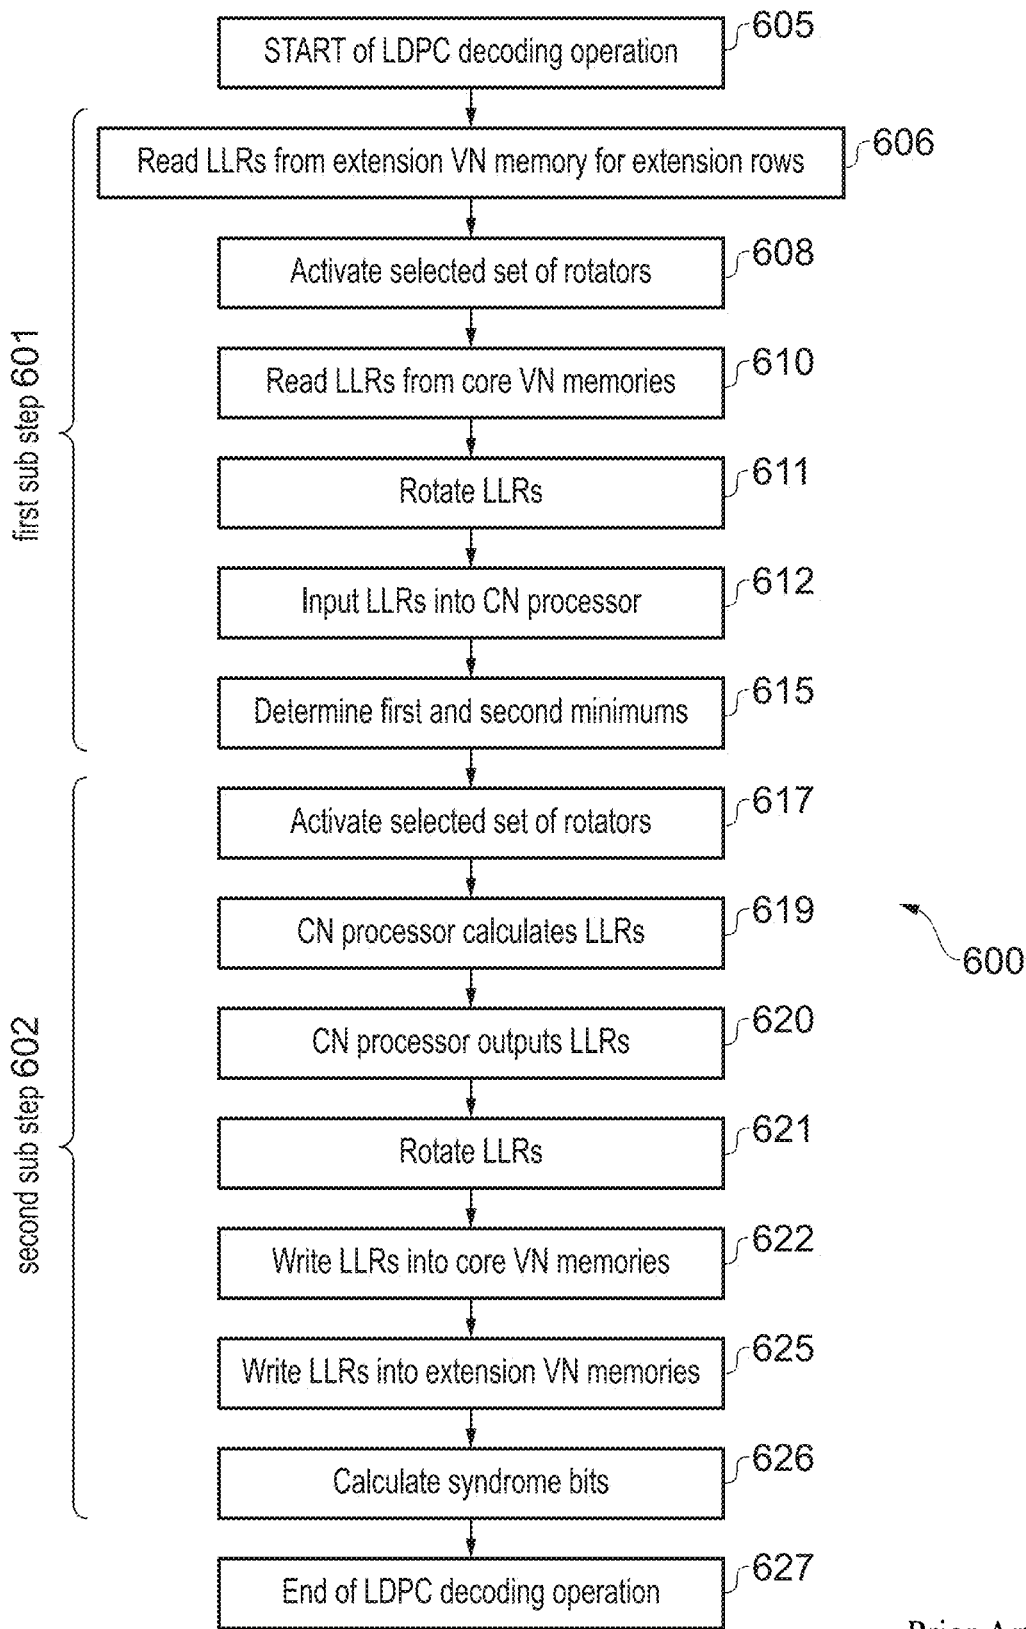 605
START of LDPC decoding operation
606
Read LLRs from extension VN memory for extension rows
608
Activate selected set of rotators
610
Read LLRs from core VN memories
611
Rotate LLRs
612
Input LLRs into CN processor
615
Determine first and second minimums
first sub step 601
617
Activate selected set of rotators
619
CN processor calculates LLRs
600
620
CN processor outputs LLRs
621
Rotate LLRs
622
Write LLRs into core VN memories
625
Write LLRs into extension VN memories
626
Calculate syndrome bits
second sub step 602
627
End of LDPC decoding operation